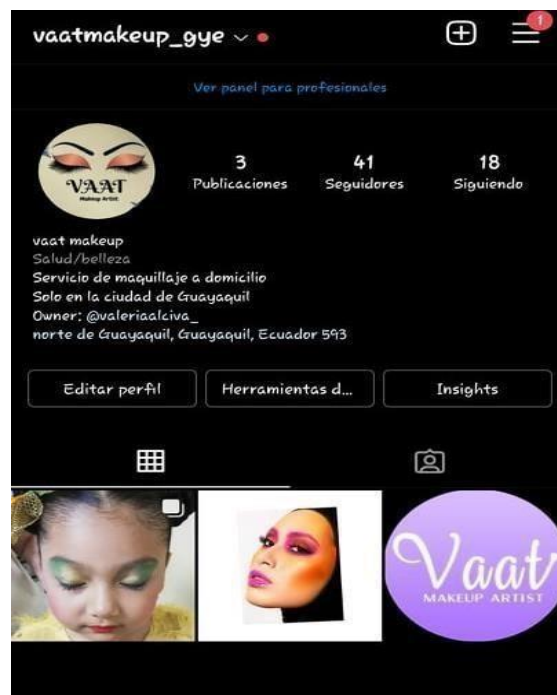 vaatmakeup_gye
1
Ver panel para profesionales
VAAT
Makeup Artist
3
41
18
Publicaciones
Seguidores
Siguiendo
vaat makeup
Salud/belleza
Servicio de maquillaje a domicilio
Solo en la ciudad de Guayaquil
Owner: @valeriaalciva_
norte de Guayaquil, Guayaquil, Ecuador 593
Editar perfil
Herramientas d...
Insights
Vaat
MAKEUP ARTIST